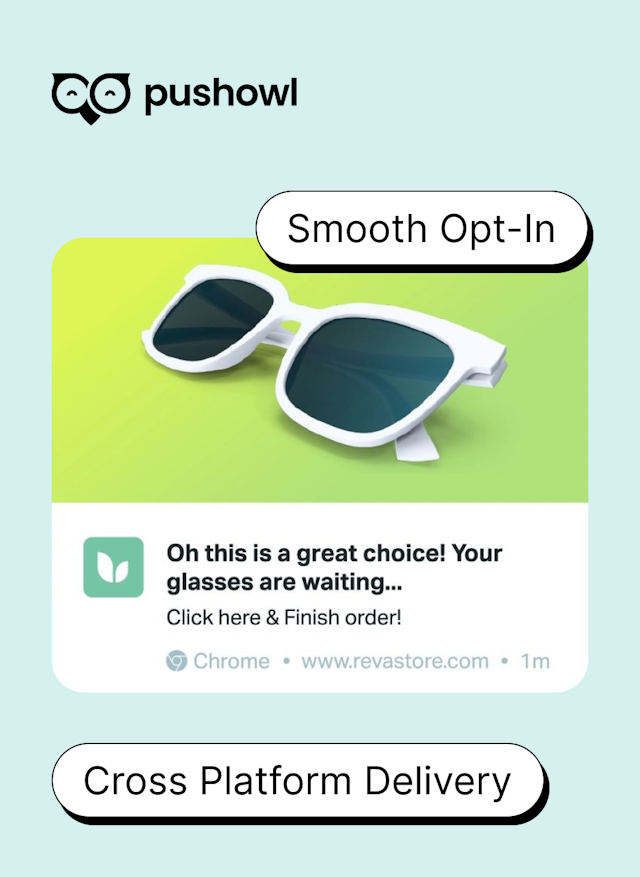 pushowl
Smooth Opt-In
Oh this is a great choice! Your
glasses are waiting...
Click here & Finish order!
Chrome • www.revastore.com • 1m
Cross Platform Delivery